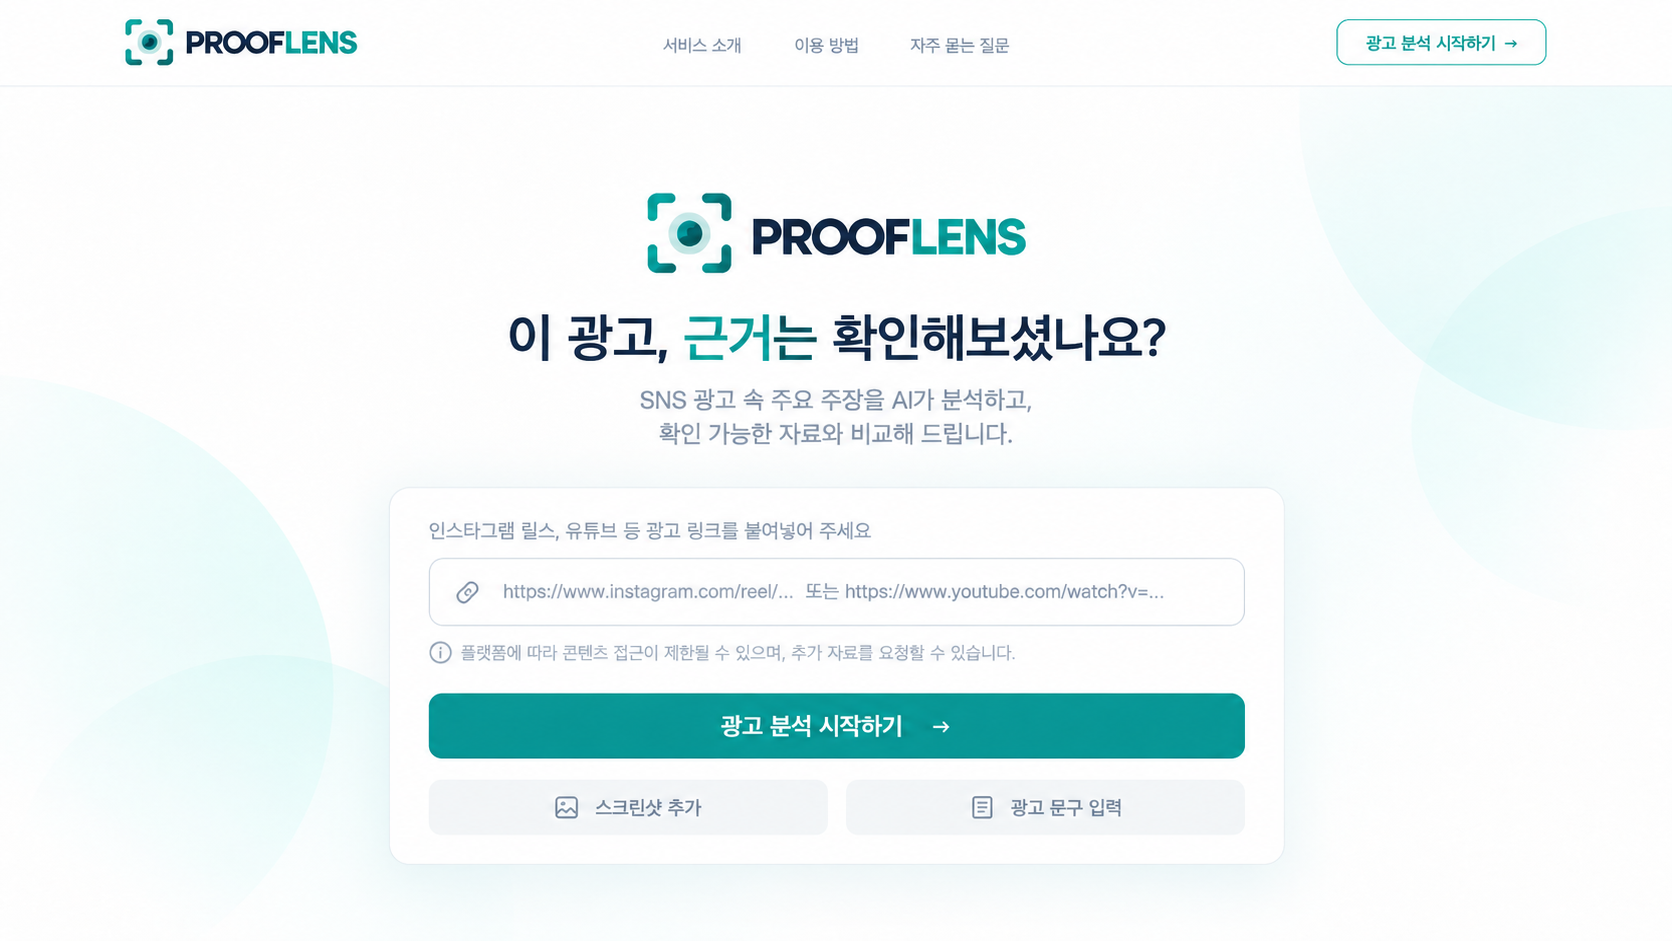 PROOFLENS
서비스 소개
이용 방법
자주 묻는 질문
광고 분석 시작하기 →
PROOFLENS
이 광고, 근거는 확인해보셨나요?
SNS 광고 속 주요 주장을 AI가 분석하고,
확인 가능한 자료와 비교해 드립니다.
인스타그램 릴스, 유튜브 등 광고 링크를 붙여넣어 주세요
https://www.instagram.com/reel/... 또는 https://www.youtube.com/watch?v=...
플랫폼에 따라 콘텐츠 접근이 제한될 수 있으며, 추가 자료를 요청할 수 있습니다.
광고 분석 시작하기 →
스크린샷 추가
광고 문구 입력